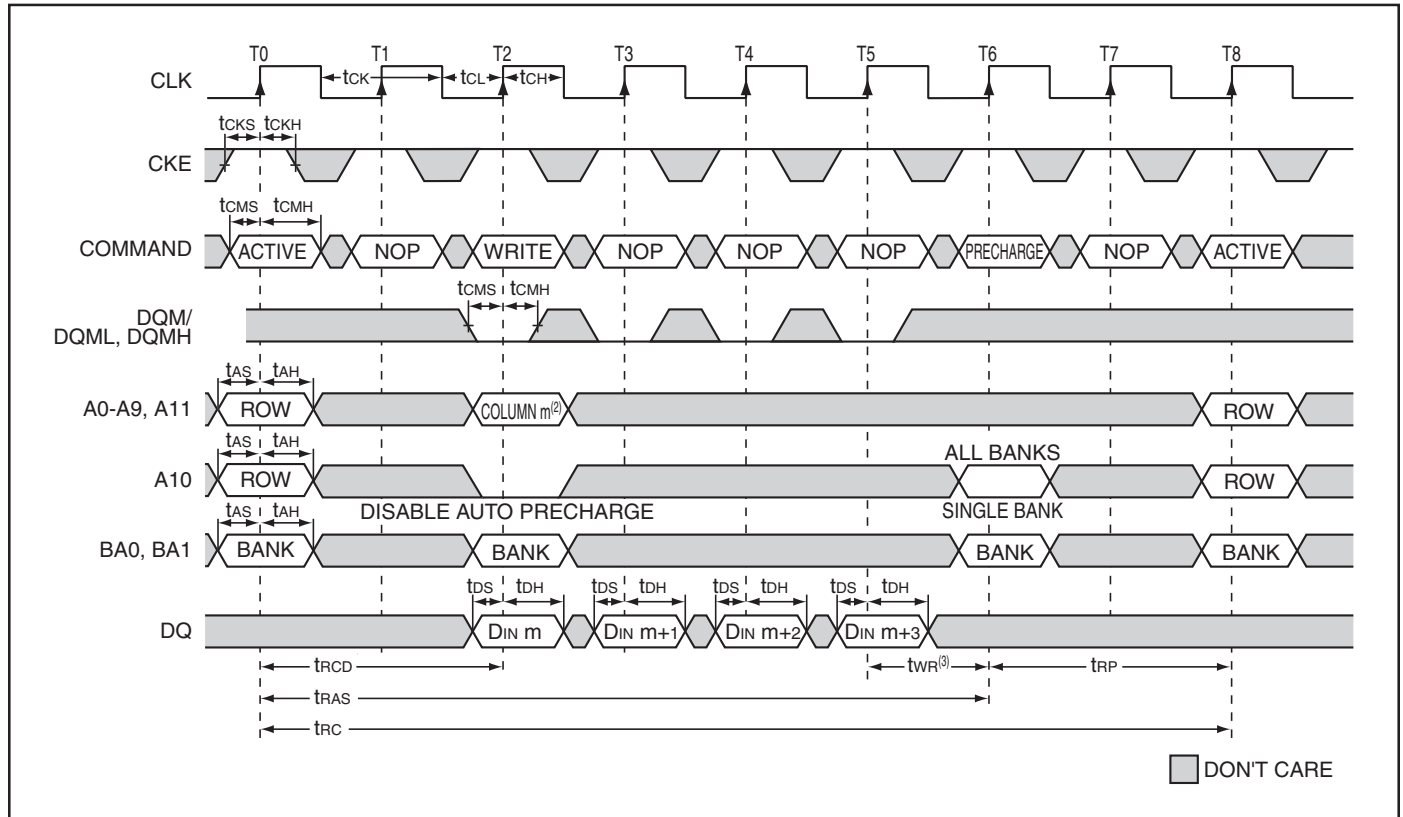 T0 T1 T2 T3 T4 T5 T6 T7 T8
CLK
tCK tCL tCH
tCKS tCKH
CKE
tCMS tCMH
COMMAND ACTIVE NOP WRITE NOP NOP NOP PRECHARGE NOP ACTIVE
tCMS tCMH
DQM/
DQML, DQMH
tAS tAH
A0-A9, A11 ROW COLUMN m(2) ROW
tAS tAH ALL BANKS
A10 ROW ROW
DISABLE AUTO PRECHARGE SINGLE BANK
tAS tAH
BA0, BA1 BANK BANK BANK BANK
tDS tDH tDS tDH tDS tDH tDS tDH
DQ DIN m DIN m+1 DIN m+2 DIN m+3
tRCD tWR(3) tRP
tRAS
tRC
DON'T CARE